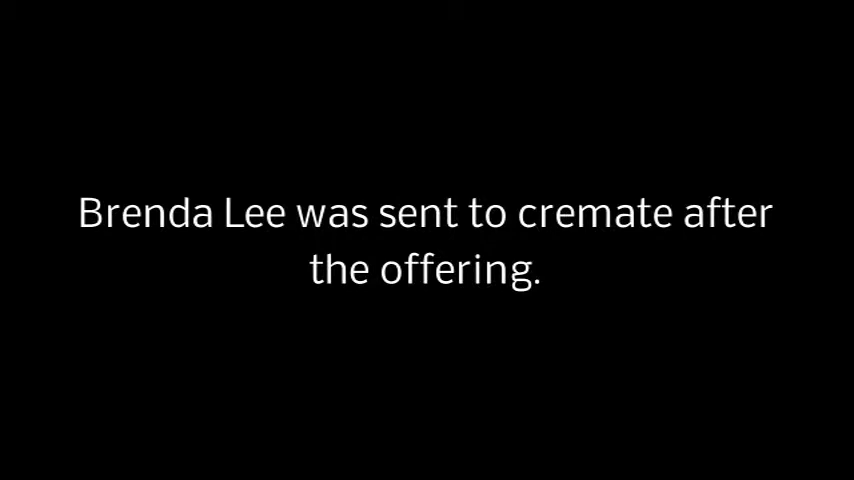 Brenda Lee was sent to cremate after
the offering.